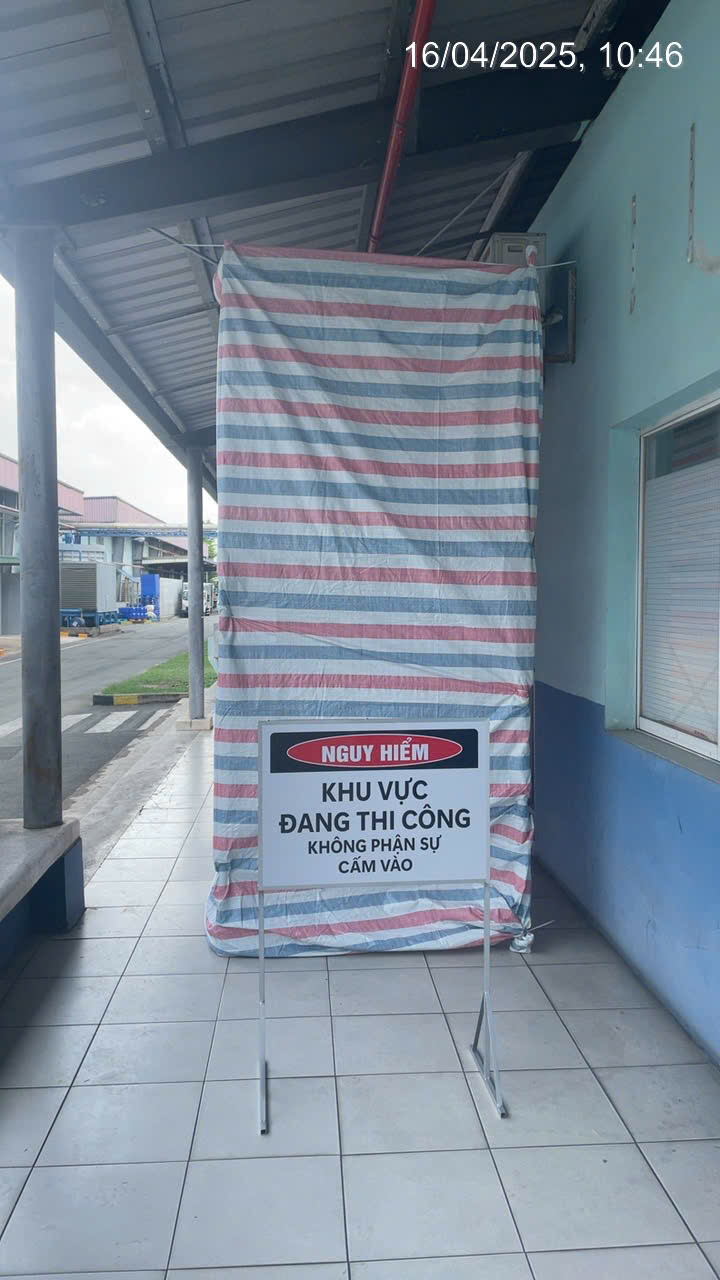 16/04/2025, 10:46
NGUY HIỂM
KHU VỰC
ĐANG THI CÔNG
KHÔNG PHẬN SỰ
CẤM VÀO